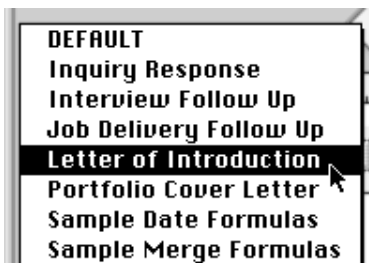 DEFAULT
Inquiry Response
Interview Follow Up
Job Delivery Follow Up
Letter of Introduction
Portfolio Cover Letter
Sample Date Formulas
Sample Merge Formulas